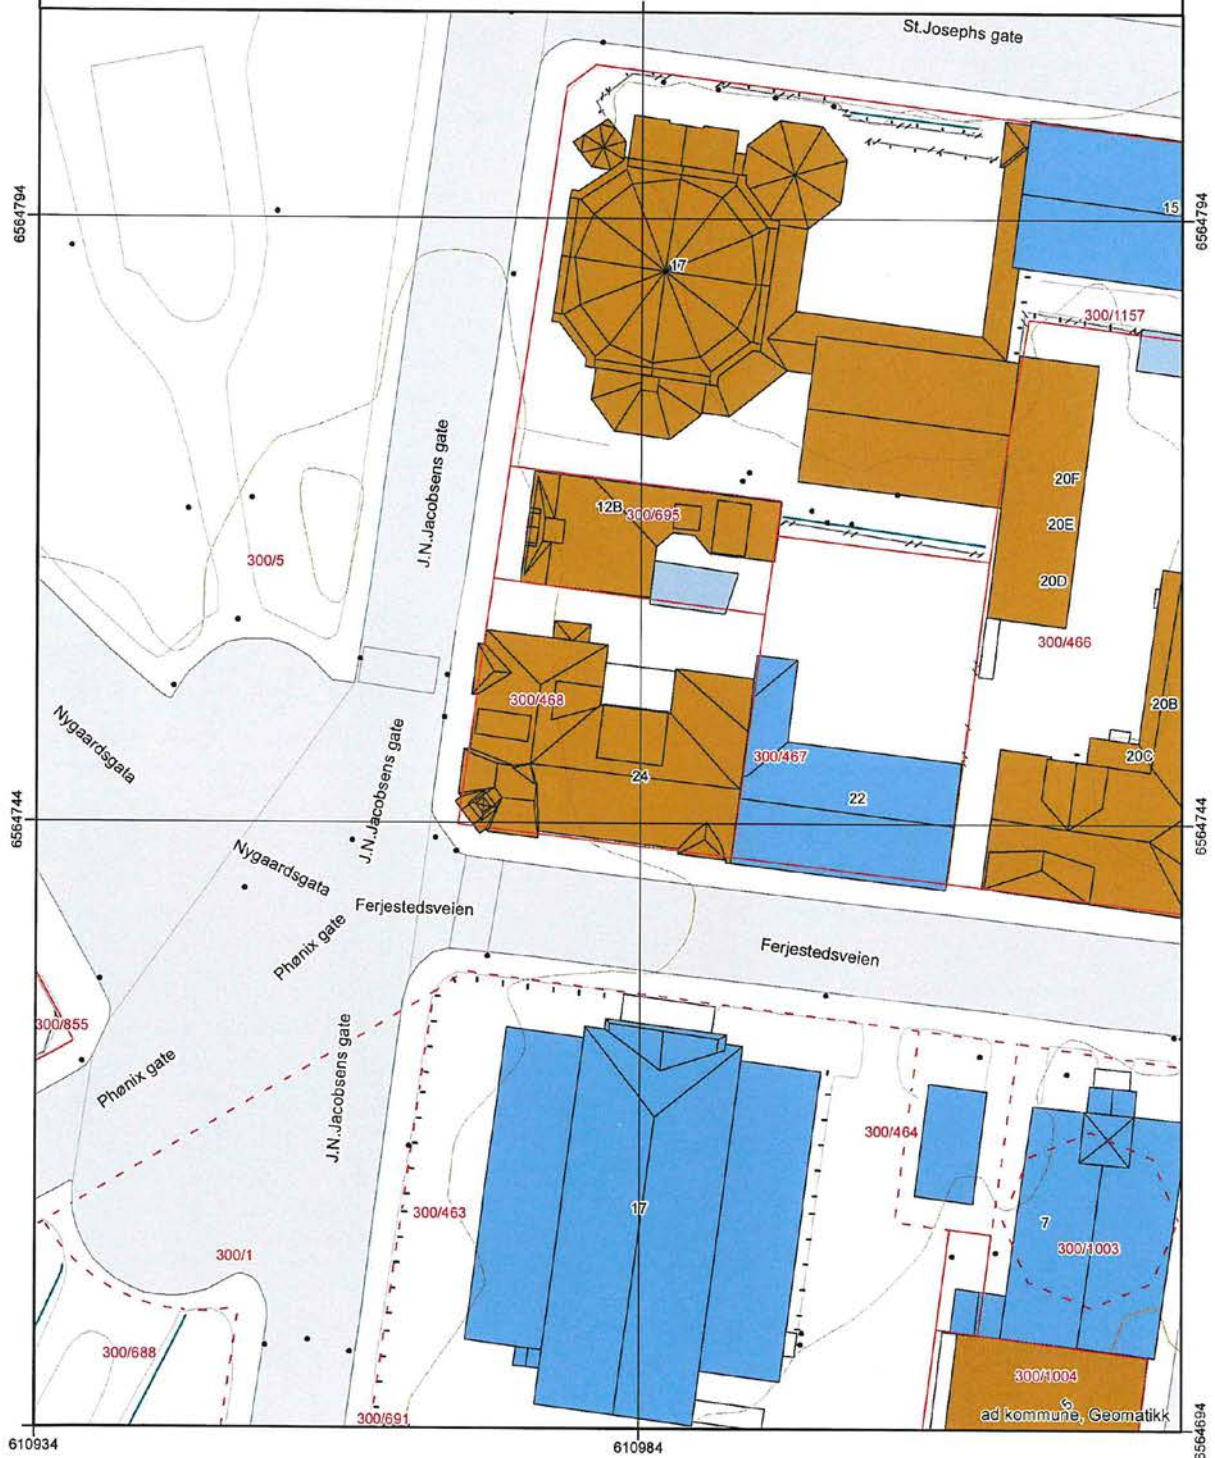 St.Josephs gate
6564794
6564794
15
17
300/1157
J.N.Jacobsens gate
20F
12B
300/695
20E
300/5
20D
300/466
300/468
20B
Nygaardsgata
J.N.Jacobsens gate
300/467
20C
24
22
6564744
6564744
Nygaardsgata
Ferjestedsveien
Phønix gate
Ferjestedsveien
300/855
Phønix gate
J.N.Jacobsens gate
300/464
300/463
17
7
300/1003
300/1
300/688
300/1004
5
300/691
ad kommune, Geomatikk
610934
610984
6564694